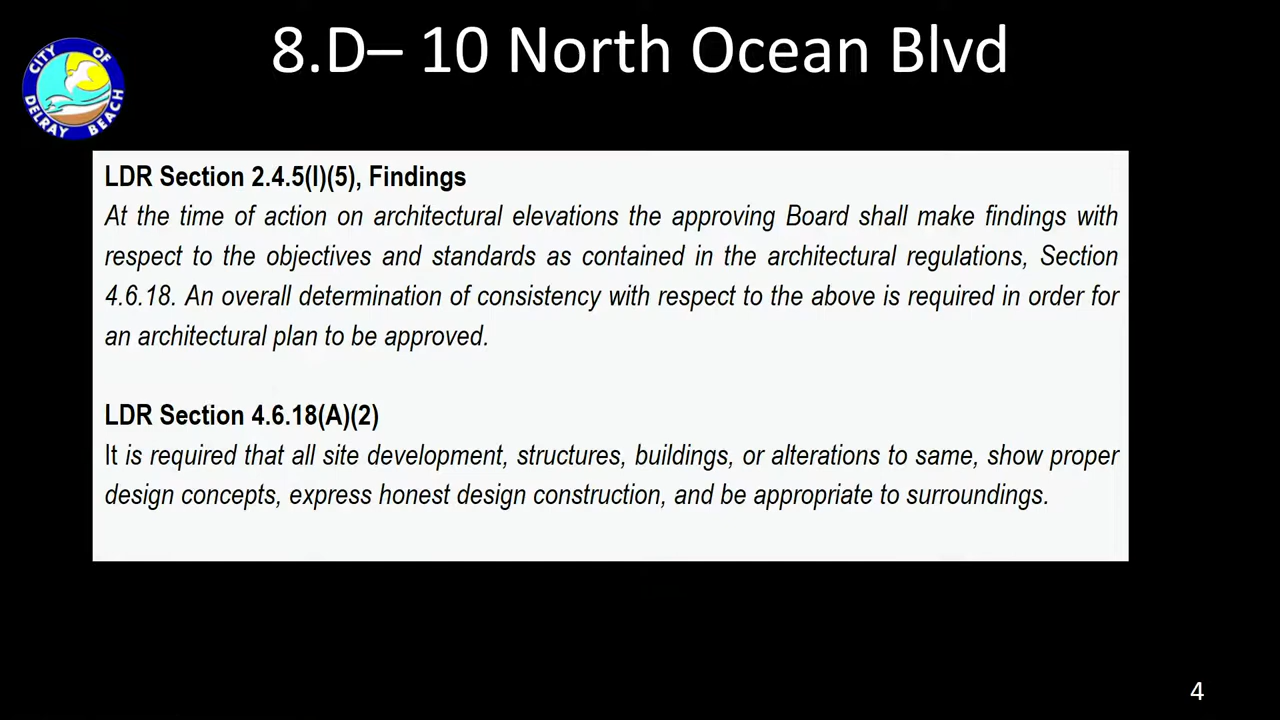 8.D– 10 North Ocean Blvd
CITY OF
DELRAY BEACH
LDR Section 2.4.5(I)(5), Findings
At the time of action on architectural elevations the approving Board shall make findings with
respect to the objectives and standards as contained in the architectural regulations, Section
4.6.18. An overall determination of consistency with respect to the above is required in order for
an architectural plan to be approved.
LDR Section 4.6.18(A)(2)
It is required that all site development, structures, buildings, or alterations to same, show proper
design concepts, express honest design construction, and be appropriate to surroundings.
4